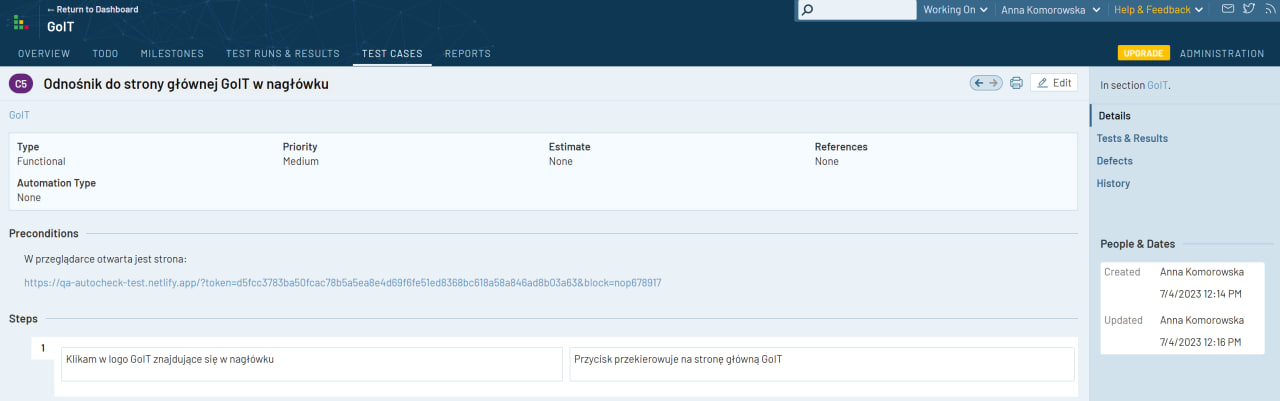 ← Return to Dashboard
GoIT
Working On
Anna Komorowska
Help & Feedback
OVERVIEW
TODO
MILESTONES
TEST RUNS & RESULTS
TEST CASES
REPORTS
UPGRADE
ADMINISTRATION
C5
Odnośnik do strony głównej GoIT w nagłówku
Edit
GoIT
Type
Functional
Priority
Medium
Estimate
None
References
None
Automation Type
None
Preconditions
W przeglądarce otwarta jest strona:
https://qa-autocheck-test.netlify.app/?token=d5fcc3783ba50fcac78b5a5ea8e4d69f6fe51ed8368bc618a58a846ad8b03a63&block=nop678917
Steps
1
Klikam w logo GoIT znajdujące się w nagłówku
Przycisk przekierowuje na stronę główną GoIT
In section GoIT.
Details
Tests & Results
Defects
History
People & Dates
Created
Anna Komorowska
7/4/2023 12:14 PM
Updated
Anna Komorowska
7/4/2023 12:16 PM